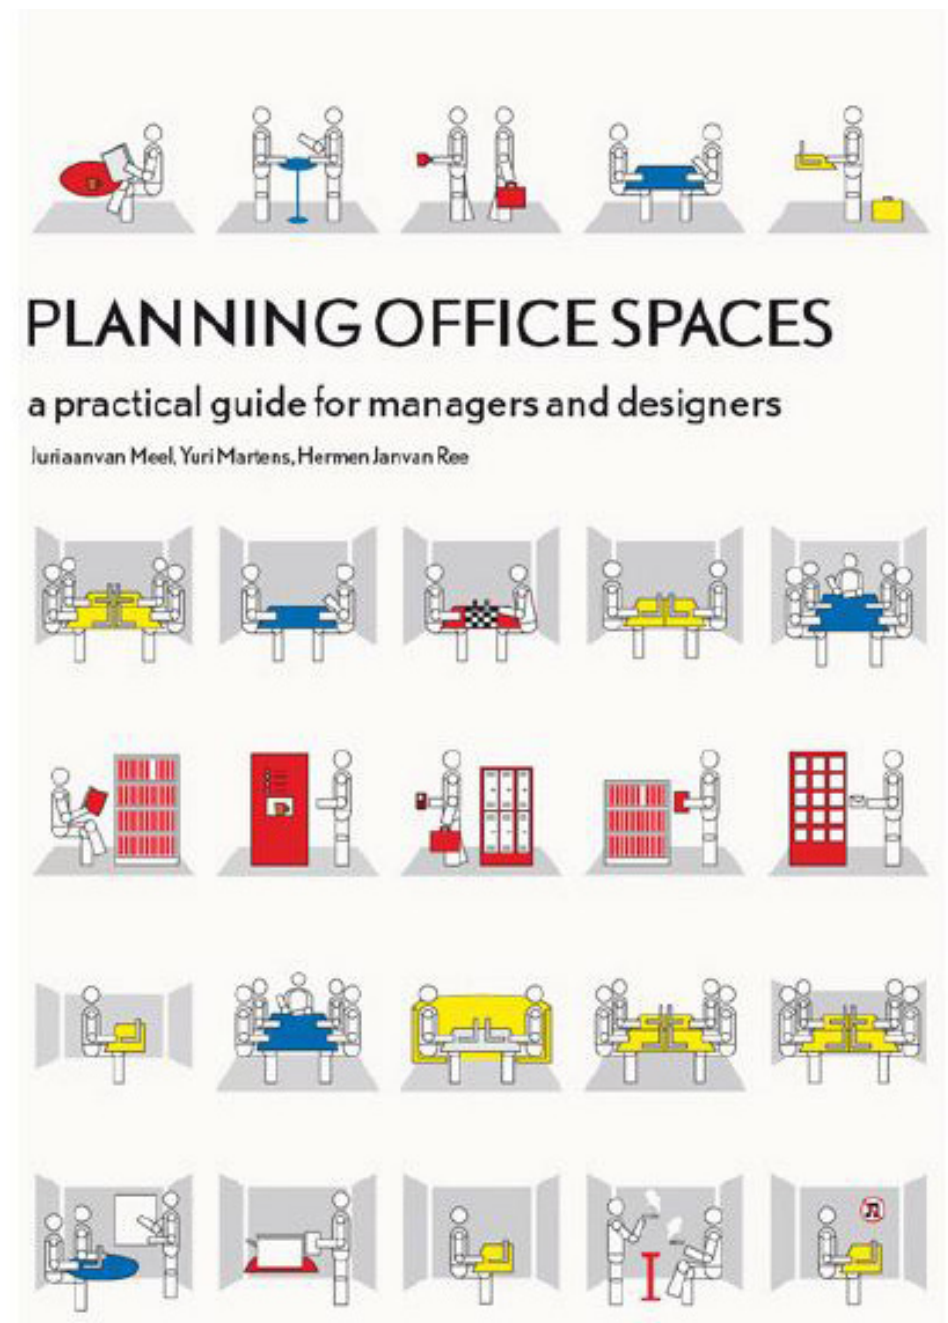 PLANNING OFFICE SPACES
a practical guide for managers and designers
Juriaanvan Meel, Yuri Martens, Hermen Janvan Ree